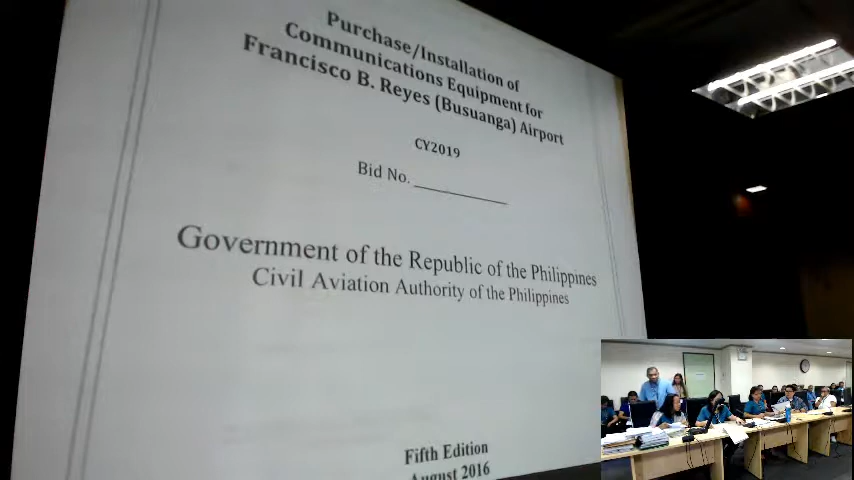 Purchase/Installation of
Communications Equipment for
Francisco B. Reyes (Busuanga) Airport
CY2019
Bid No. ___________
Government of the Republic of the Philippines
Civil Aviation Authority of the Philippines
Fifth Edition
August 2016